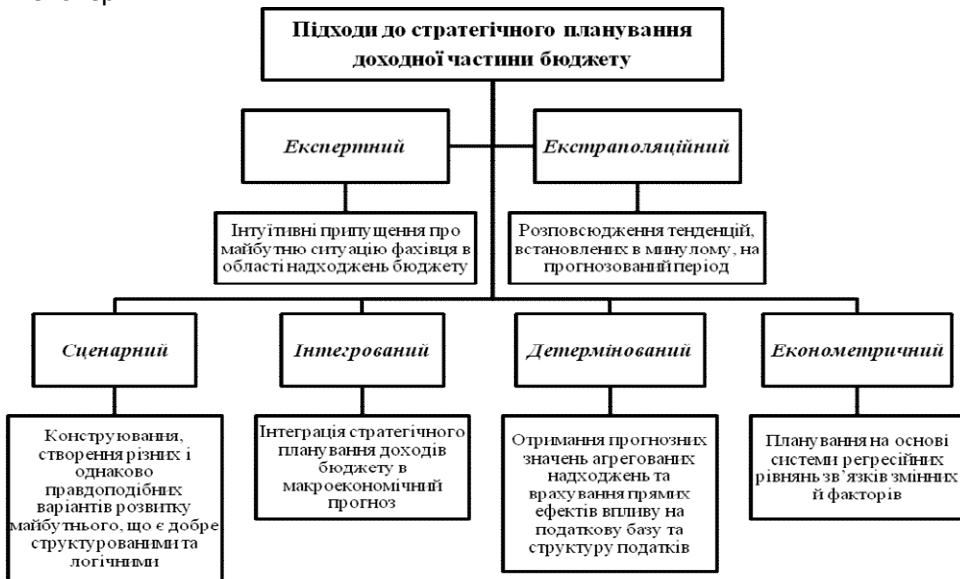 Підходи до стратегічного планування
доходної частини бюджету
Експертний
Екстраполяційний
Інтуїтивні припущення про
майбутню ситуацію фахівця в
області надходжень бюджету
Розповсюдження тенденцій,
встановлених в минулому, на
прогнозований період
Сценарний
Інтегрований
Детермінований
Економетричний
Конструювання,
створення різних і
однаково
правдоподібних
варіантів розвитку
майбутнього, що є добре
структурованими та
логічними
Інтеграція стратегічного
планування доходів
бюджету в
макроекономічний
прогноз
Отримання прогнозних
значень агрегованих
надходжень та
врахування прямих
ефектів впливу на
податкову базу та
структуру податків
Планування на основі
системи регресійних
рівнянь зв’язків змінних
й факторів